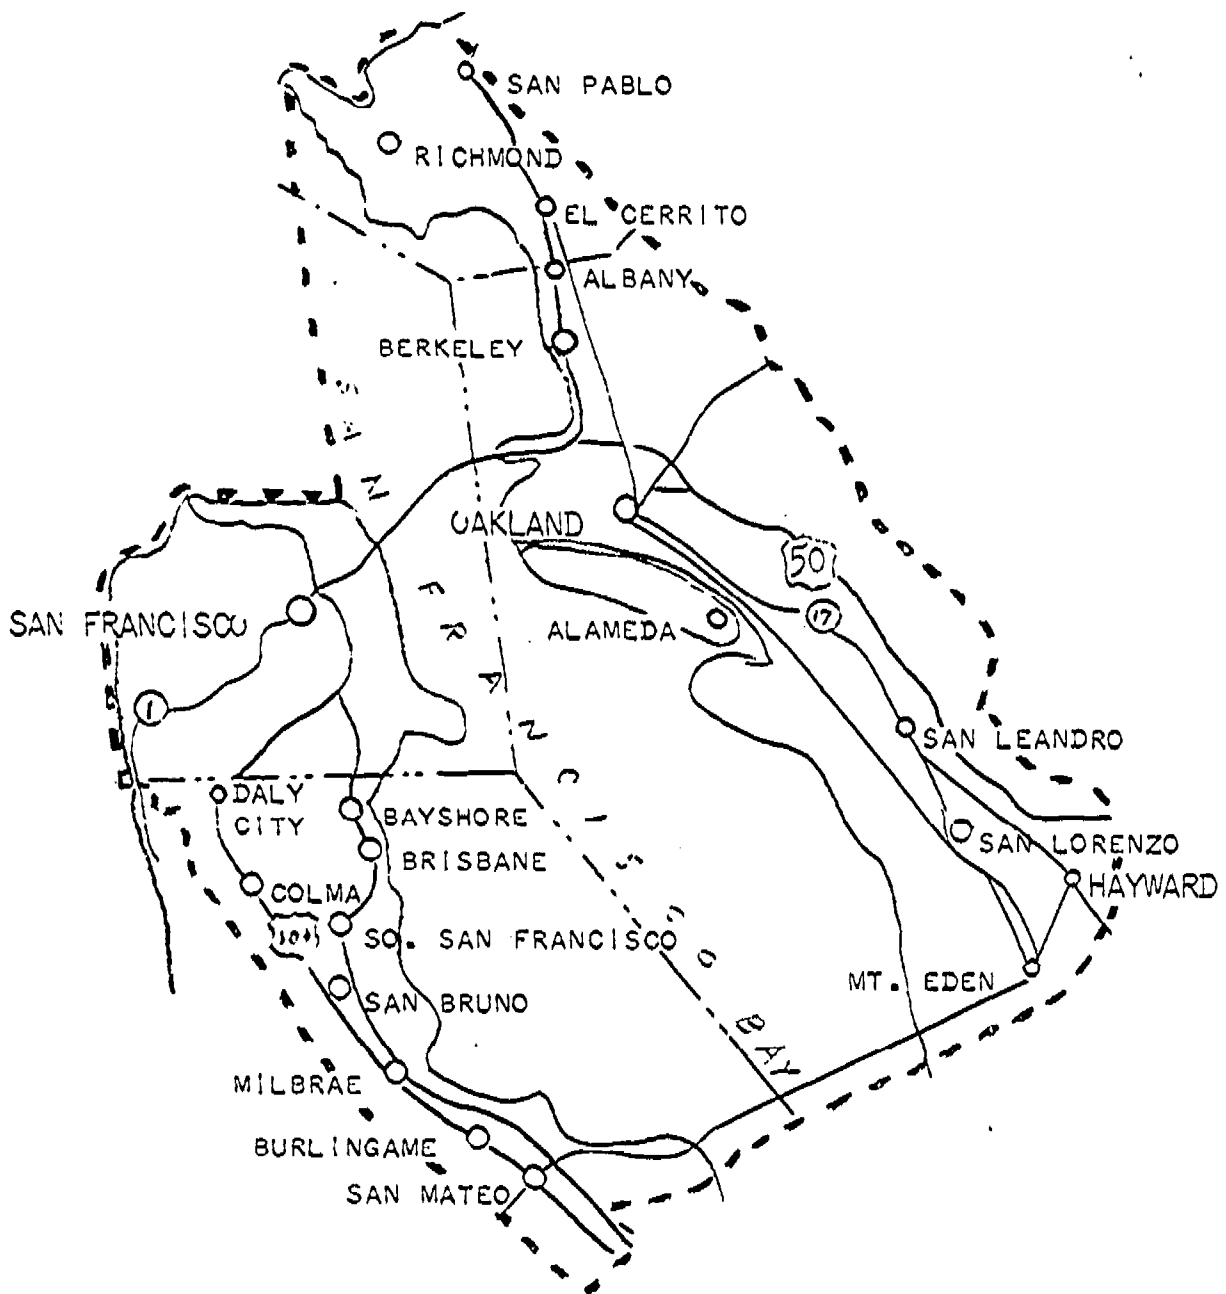 SAN PABLO
RICHMOND
EL CERRITO
ALBANY
BERKELEY
OAKLAND
50
SAN FRANCISCO
ALAMEDA
17
1
SAN LEANDRO
SAN FRANCISCO BAY
DALY
CITY
BAYSHORE
BRISBANE
SAN LORENZO
COLMA
HAYWARD
101
SO. SAN FRANCISCO
MT. EDEN
SAN BRUNO
MILBRAE
BURLINGAME
SAN MATEO